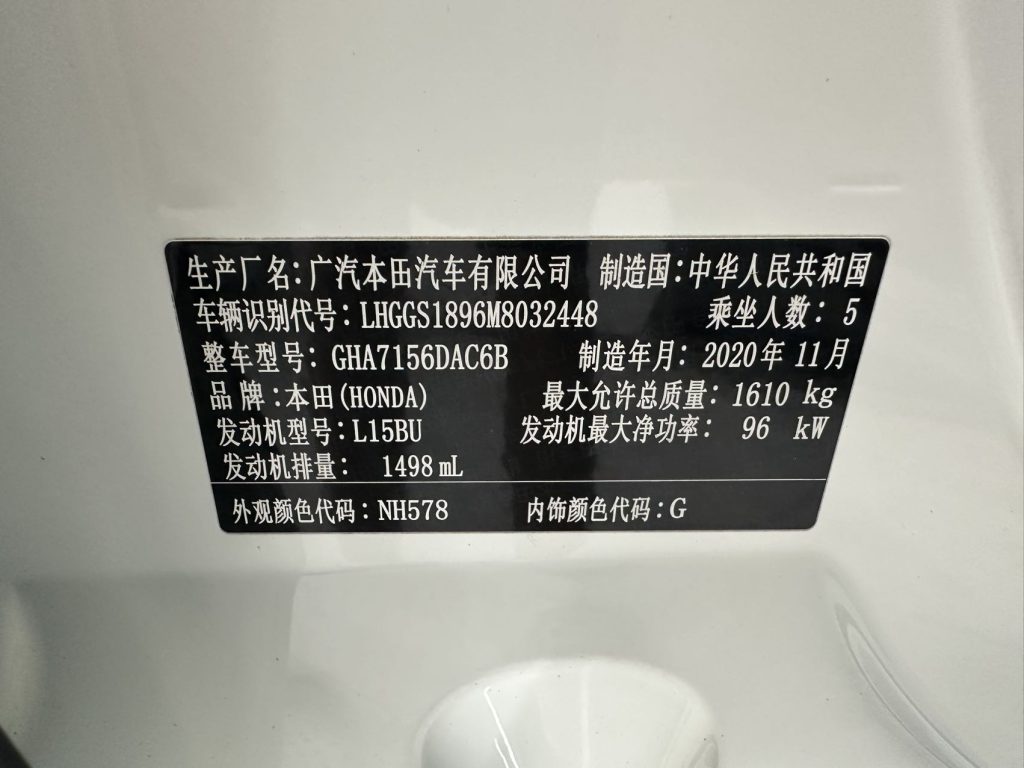 生产厂名：广汽本田汽车有限公司 制造国：中华人民共和国
车辆识别代号：LHGGS1896M8032448 乘坐人数：5
整车型号：GHA7156DAC6B 制造年月：2020年11月
品牌：本田(HONDA) 最大允许总质量：1610 kg
发动机型号：L15BU 发动机最大净功率：96 kW
发动机排量：1498 mL
外观颜色代码：NH578 内饰颜色代码：G